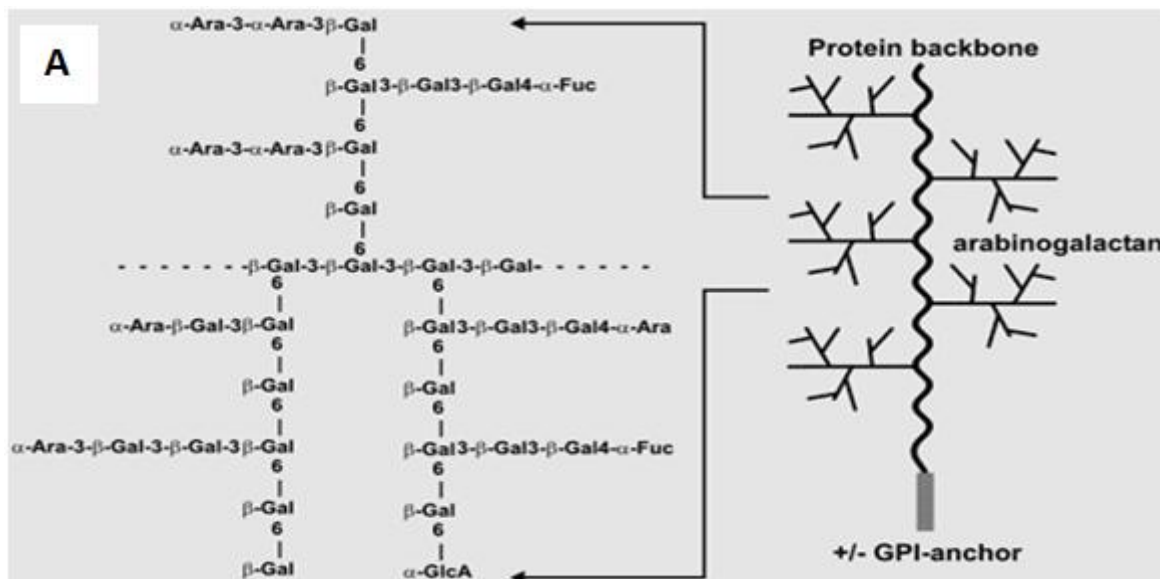 A
α-Ara-3-α-Ara-3β-Gal
6
β-Gal3-β-Gal3-β-Gal4-α-Fuc
6
α-Ara-3-α-Ara-3β-Gal
6
β-Gal
6
- - - - - - -β-Gal-3-β-Gal-3-β-Gal-3-β-Gal- - - - - - -
6 6
α-Ara-β-Gal-3β-Gal β-Gal3-β-Gal3-β-Gal4-α-Ara
6 6
β-Gal β-Gal
6
α-Ara-3-β-Gal-3-β-Gal-3β-Gal β-Gal3-β-Gal3-β-Gal4-α-Fuc
6 6
β-Gal β-Gal
6 6
β-Gal α-GlcA
Protein backbone
arabinogalactan
+/- GPI-anchor